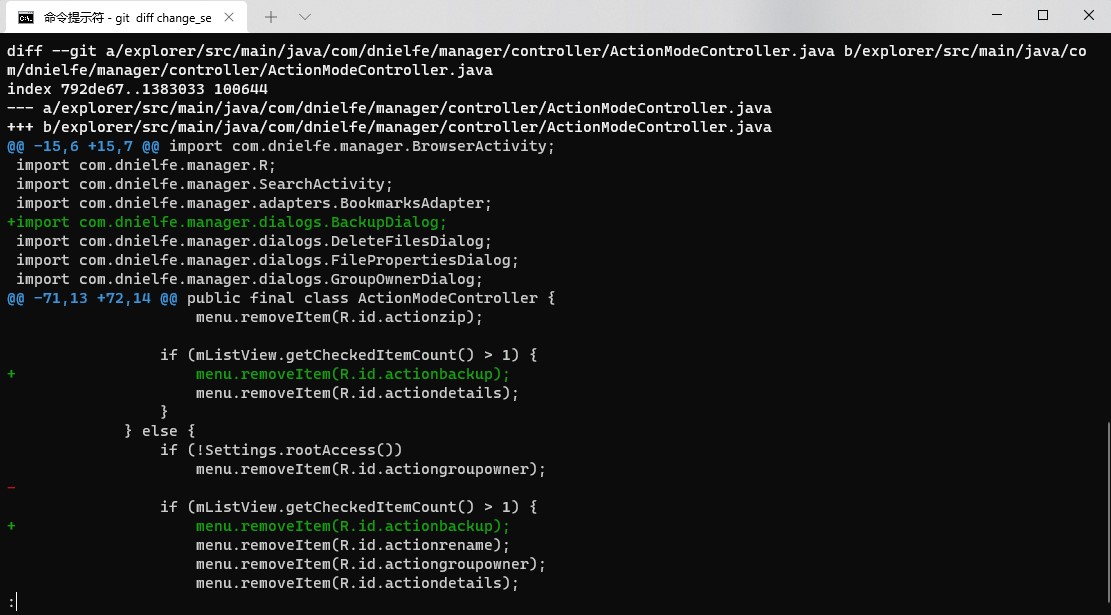 命令提示符 - git  diff change_se
diff --git a/explorer/src/main/java/com/dnielfe/manager/controller/ActionModeController.java b/explorer/src/main/java/co
m/dnielfe/manager/controller/ActionModeController.java
index 792de67..1383033 100644
--- a/explorer/src/main/java/com/dnielfe/manager/controller/ActionModeController.java
+++ b/explorer/src/main/java/com/dnielfe/manager/controller/ActionModeController.java
@@ -15,6 +15,7 @@ import com.dnielfe.manager.BrowserActivity;
 import com.dnielfe.manager.R;
 import com.dnielfe.manager.SearchActivity;
 import com.dnielfe.manager.adapters.BookmarksAdapter;
+import com.dnielfe.manager.dialogs.BackupDialog;
 import com.dnielfe.manager.dialogs.DeleteFilesDialog;
 import com.dnielfe.manager.dialogs.FilePropertiesDialog;
 import com.dnielfe.manager.dialogs.GroupOwnerDialog;
@@ -71,13 +72,14 @@ public final class ActionModeController {
                     menu.removeItem(R.id.actionzip);

                 if (mListView.getCheckedItemCount() > 1) {
+                    menu.removeItem(R.id.actionbackup);
                     menu.removeItem(R.id.actiondetails);
                 }
             } else {
                 if (!Settings.rootAccess())
                     menu.removeItem(R.id.actiongroupowner);
-
                 if (mListView.getCheckedItemCount() > 1) {
+                    menu.removeItem(R.id.actionbackup);
                     menu.removeItem(R.id.actionrename);
                     menu.removeItem(R.id.actiongroupowner);
                     menu.removeItem(R.id.actiondetails);
: